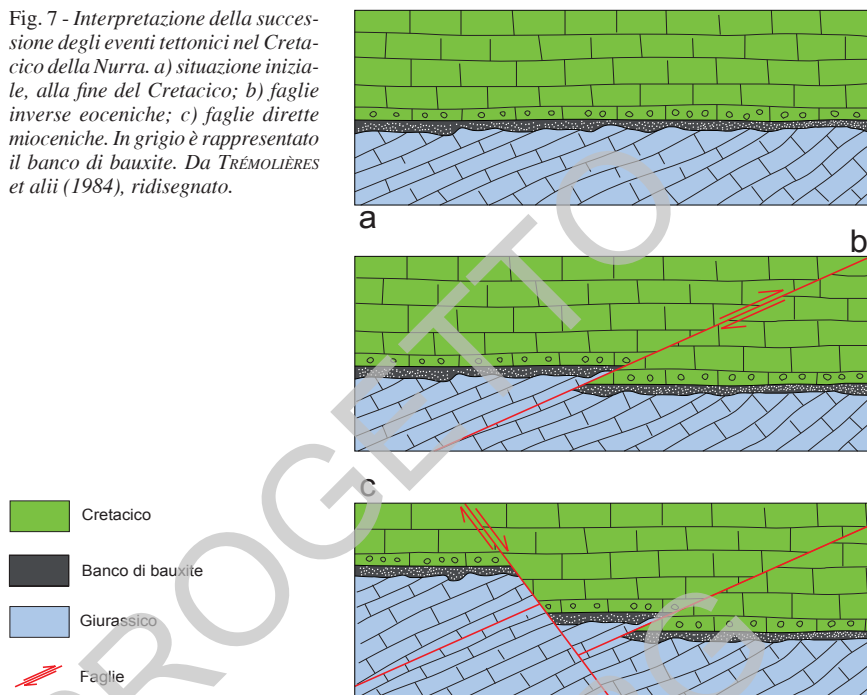 Fig. 7 - Interpretazione della succes-
sione degli eventi tettonici nel Creta-
cico della Nurra. a) situazione inizia-
le, alla fine del Cretacico; b) faglie
inverse eoceniche; c) faglie dirette
mioceniche. In grigio è rappresentato
il banco di bauxite. Da TRÉMOLIÈRES
et alii (1984), ridisegnato.
a
b
c
Cretacico
Banco di bauxite
Giurassico
Faglie
PROGETTO